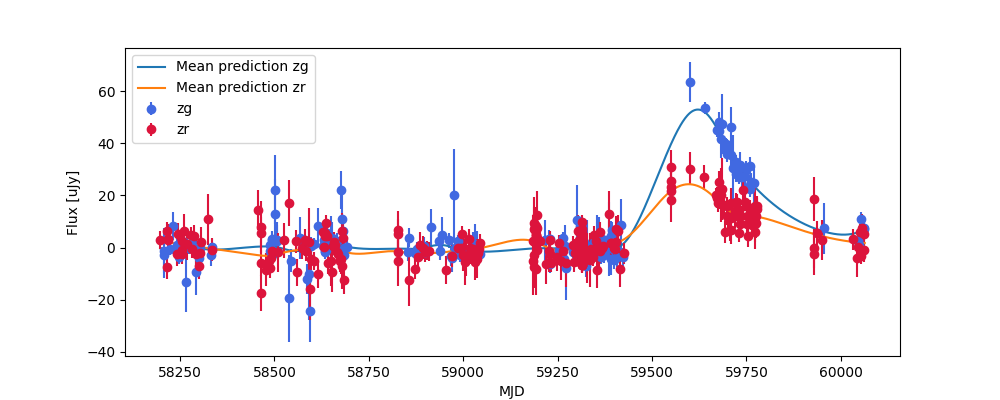 Mean prediction zg
Mean prediction zr
zg
zr
Flux [uJy]
60
40
20
0
−20
−40
58250
58500
58750
59000
59250
59500
59750
60000
MJD